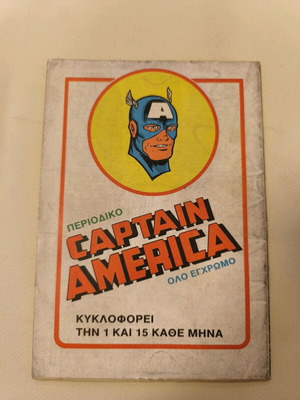 A
ΠΕΡΙΟΔΙΚΟ
CAPTAIN
AMERICA
ΟΛΟ ΕΓΧΡΩΜΟ
ΚΥΚΛΟΦΟΡΕΙ
ΤΗΝ 1 ΚΑΙ 15 ΚΑΘΕ ΜΗΝΑ